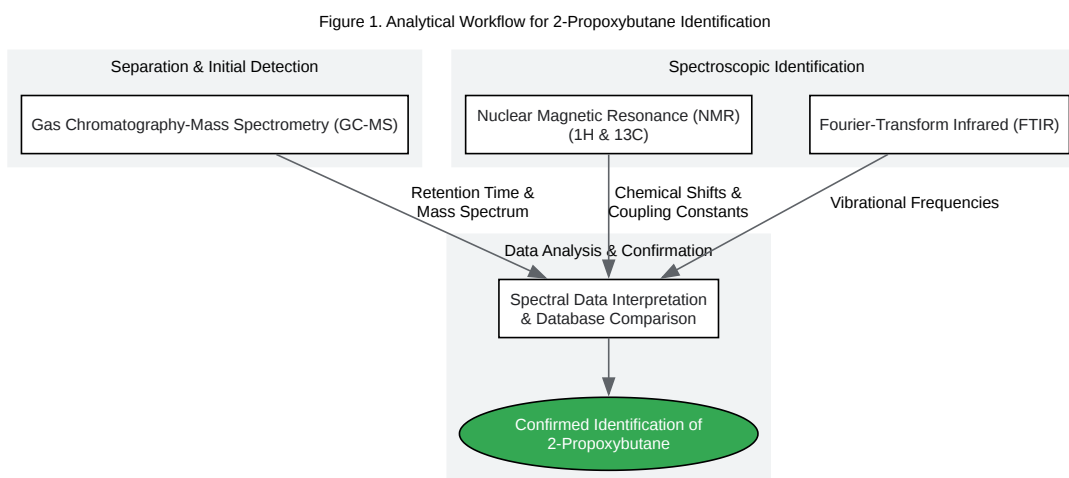 Figure 1. Analytical Workflow for 2-Propoxybutane Identification
Separation & Initial Detection
Spectroscopic Identification
Gas Chromatography-Mass Spectrometry (GC-MS)
Nuclear Magnetic Resonance (NMR)
(1H & 13C)
Fourier-Transform Infrared (FTIR)
Retention Time &
Mass Spectrum
Chemical Shifts &
Coupling Constants
Vibrational Frequencies
Data Analysis & Confirmation
Spectral Data Interpretation
& Database Comparison
Confirmed Identification of
2-Propoxybutane